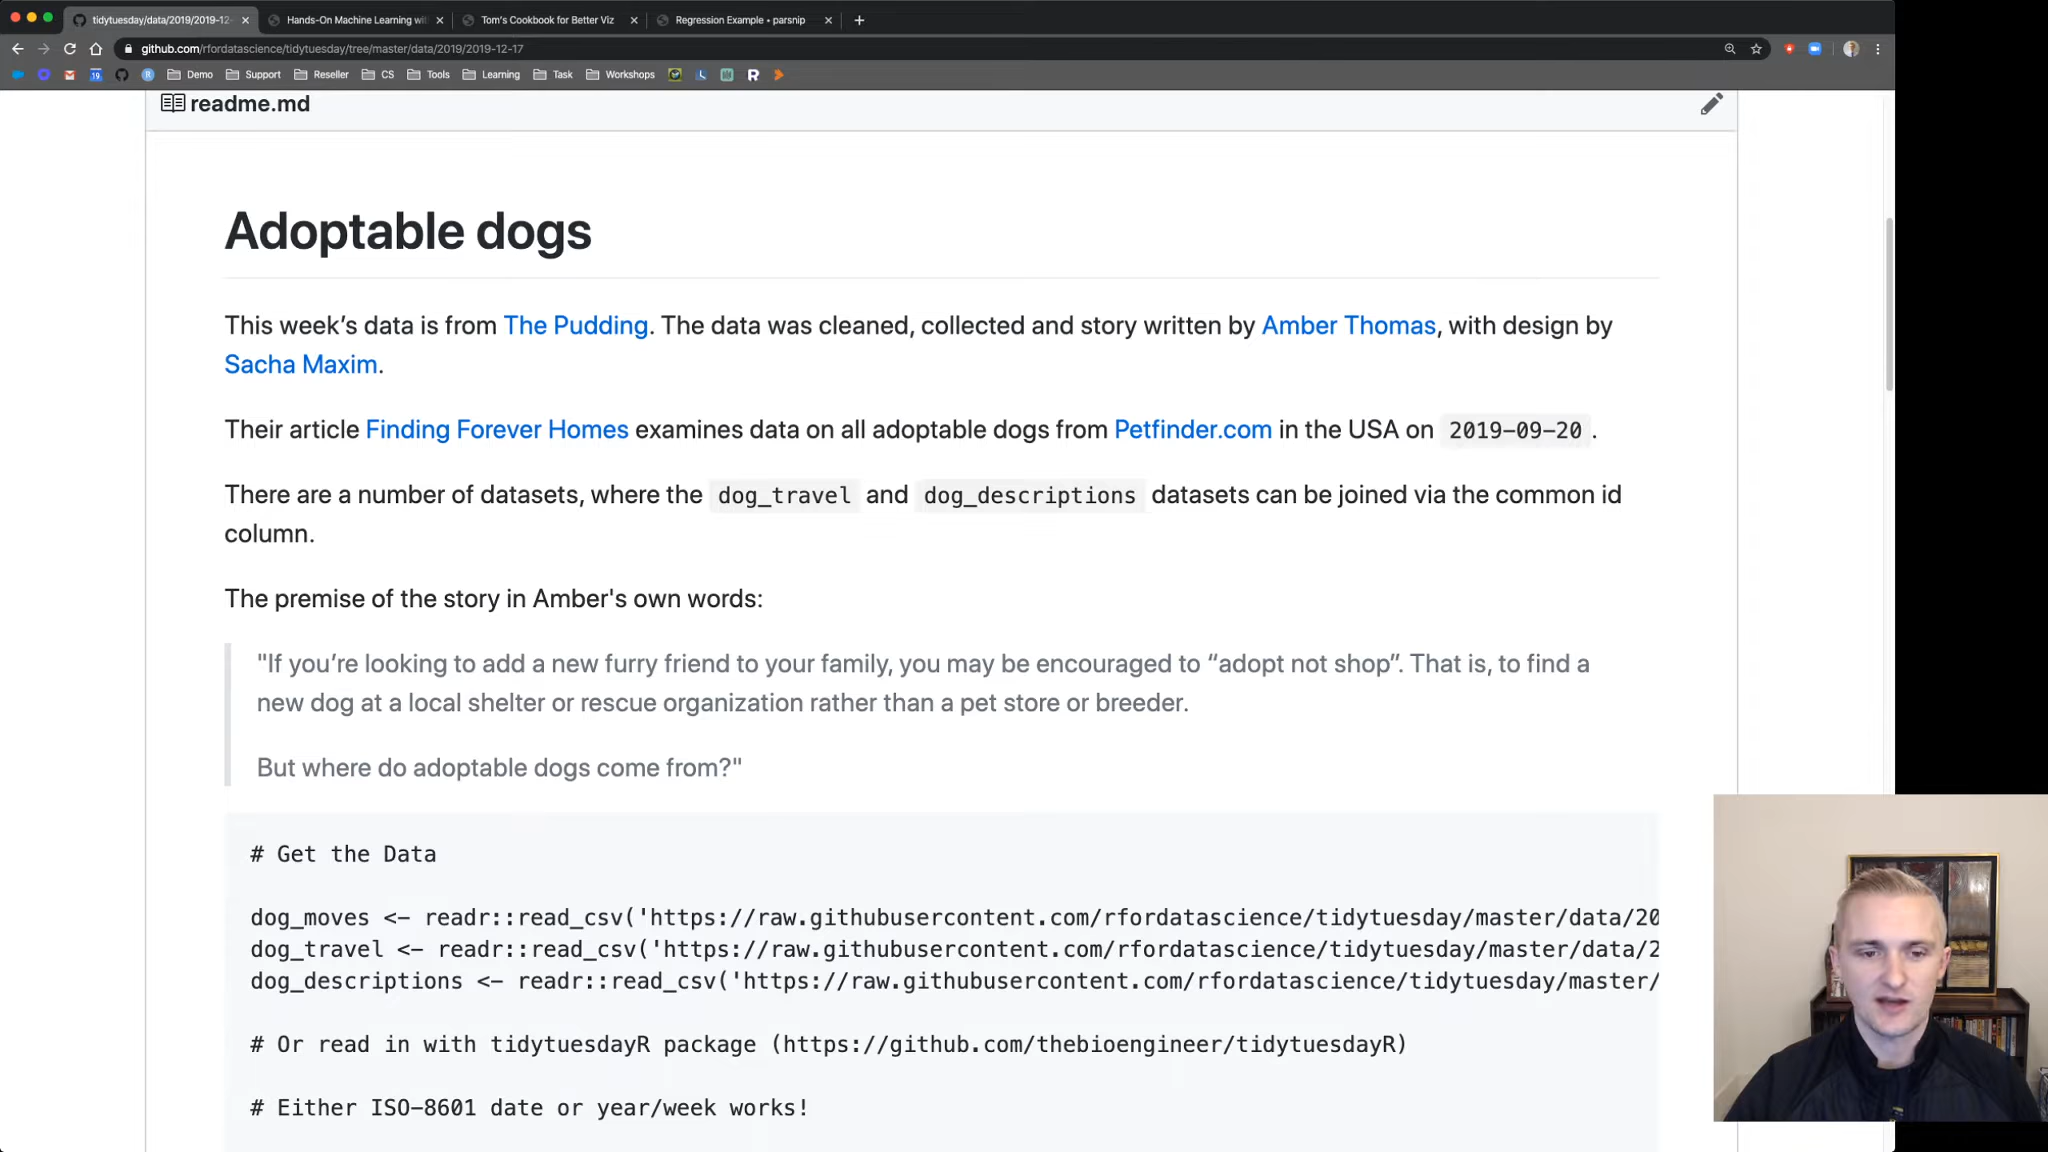 tidytuesday/data/2019/2019-12-
Hands-On Machine Learning wit
Tom's Cookbook for Better Viz
Regression Example • parsnip
github.com/rfordatascience/tidytuesday/tree/master/data/2019/2019-12-17
19
R
Demo
Support
Reseller
CS
Tools
Learning
Task
Workshops
L
R
readme.md
Adoptable dogs
This week’s data is from The Pudding. The data was cleaned, collected and story written by Amber Thomas, with design by
Sacha Maxim.
Their article Finding Forever Homes examines data on all adoptable dogs from Petfinder.com in the USA on 2019-09-20 .
There are a number of datasets, where the dog_travel and dog_descriptions datasets can be joined via the common id
column.
The premise of the story in Amber's own words:
"If you’re looking to add a new furry friend to your family, you may be encouraged to “adopt not shop”. That is, to find a
new dog at a local shelter or rescue organization rather than a pet store or breeder.
But where do adoptable dogs come from?"
# Get the Data
dog_moves <- readr::read_csv('https://raw.githubusercontent.com/rfordatascience/tidytuesday/master/data/20
dog_travel <- readr::read_csv('https://raw.githubusercontent.com/rfordatascience/tidytuesday/master/data/2
dog_descriptions <- readr::read_csv('https://raw.githubusercontent.com/rfordatascience/tidytuesday/master/
# Or read in with tidytuesdayR package (https://github.com/thebioengineer/tidytuesdayR)
# Either ISO-8601 date or year/week works!